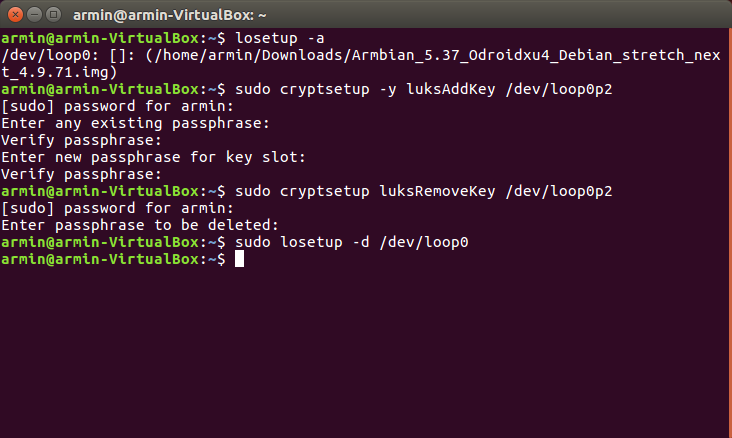 armin@armin-VirtualBox: ~
armin@armin-VirtualBox:~$ losetup -a
/dev/loop0: []: (/home/armin/Downloads/Armbian_5.37_Odroidxu4_Debian_stretch_nex
t_4.9.71.img)
armin@armin-VirtualBox:~$ sudo cryptsetup -y luksAddKey /dev/loop0p2
[sudo] password for armin:
Enter any existing passphrase:
Verify passphrase:
Enter new passphrase for key slot:
Verify passphrase:
armin@armin-VirtualBox:~$ sudo cryptsetup luksRemoveKey /dev/loop0p2
[sudo] password for armin:
Enter passphrase to be deleted:
armin@armin-VirtualBox:~$ sudo losetup -d /dev/loop0
armin@armin-VirtualBox:~$